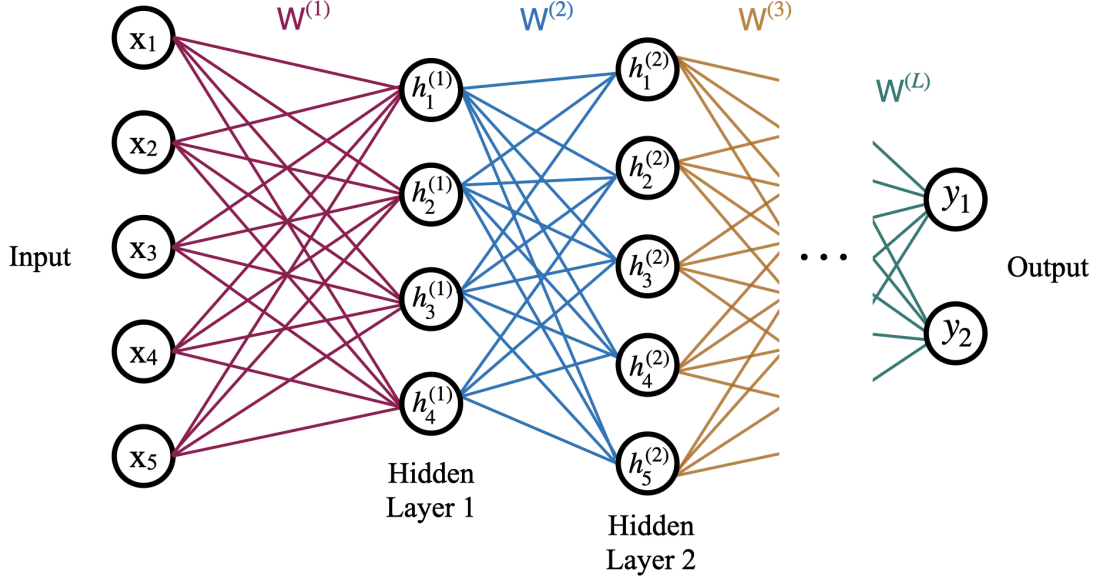 W⁽¹⁾
W⁽²⁾
W⁽³⁾
W⁽ᴸ⁾
Input
x₁
x₂
x₃
x₄
x₅
h₁⁽¹⁾
h₂⁽¹⁾
h₃⁽¹⁾
h₄⁽¹⁾
Hidden
Layer 1
h₁⁽²⁾
h₂⁽²⁾
h₃⁽²⁾
h₄⁽²⁾
h₅⁽²⁾
Hidden
Layer 2
...
y₁
y₂
Output